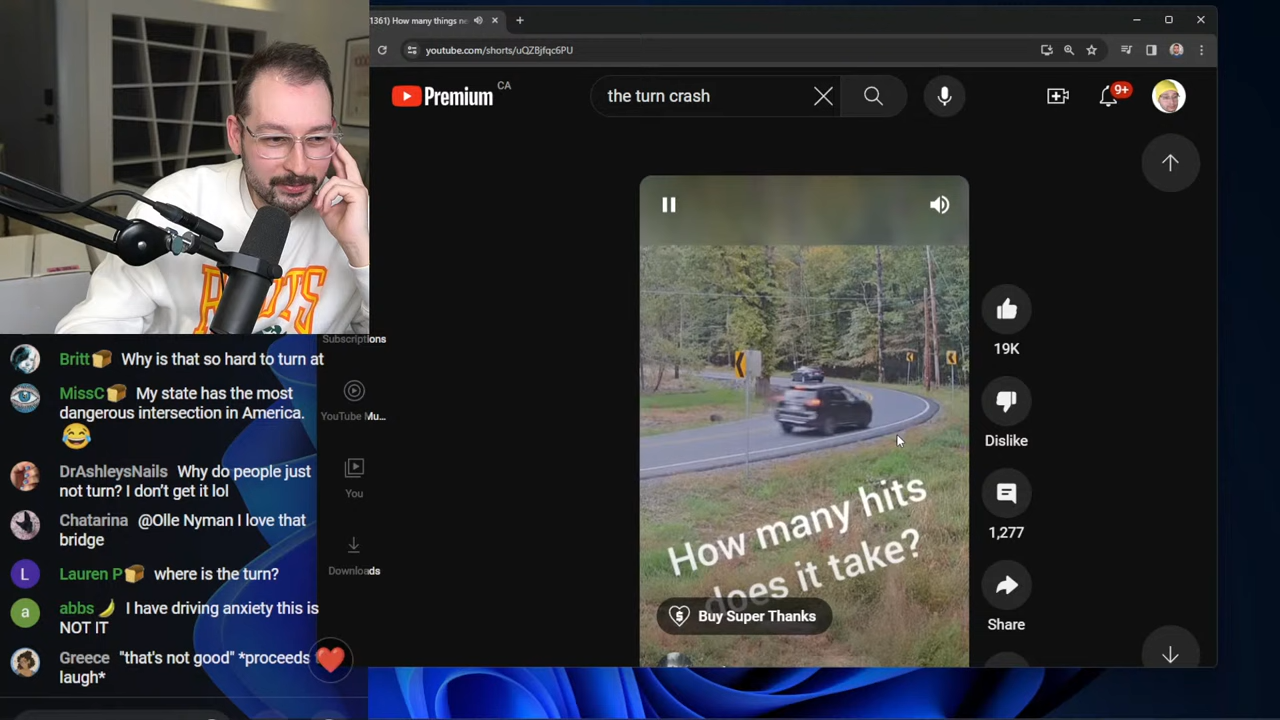 1361) How many things ne
youtube.com/shorts/uQZBjfqc6PU
Premium CA
the turn crash
9+
19K
Dislike
1,277
Share
How many hits
does it take?
Buy Super Thanks
Subscriptions
YouTube Mu...
You
Downloads
Britt Why is that so hard to turn at
MissC My state has the most
dangerous intersection in America.
DrAshleysNails Why do people just
not turn? I don't get it lol
Chatarina @Olle Nyman I love that
bridge
L Lauren P where is the turn?
a abbs I have driving anxiety this is
NOT IT
Greece "that's not good" *proceeds
laugh*